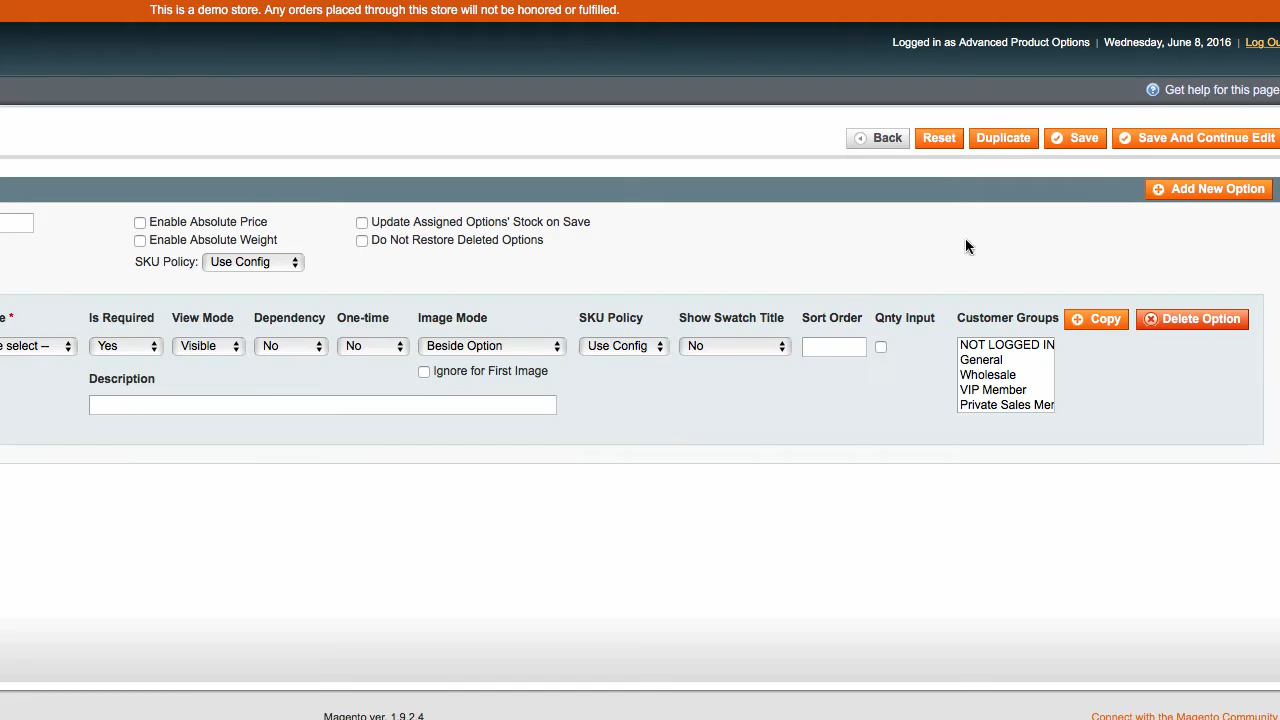 This is a demo store. Any orders placed through this store will not be honored or fulfilled.
Logged in as Advanced Product Options | Wednesday, June 8, 2016 | Log Ou
Get help for this page
Back Reset Duplicate Save Save And Continue Edit
Add New Option
Enable Absolute Price Update Assigned Options' Stock on Save
Enable Absolute Weight Do Not Restore Deleted Options
SKU Policy: Use Config
e * Is Required View Mode Dependency One-time Image Mode SKU Policy Show Swatch Title Sort Order Qnty Input Customer Groups Copy Delete Option
e select -- Yes Visible No No Beside Option Use Config No NOT LOGGED IN
General
Ignore for First Image Wholesale
Description VIP Member
Private Sales Mer
Magento ver. 1.9.2.4
Connect with the Magento Community